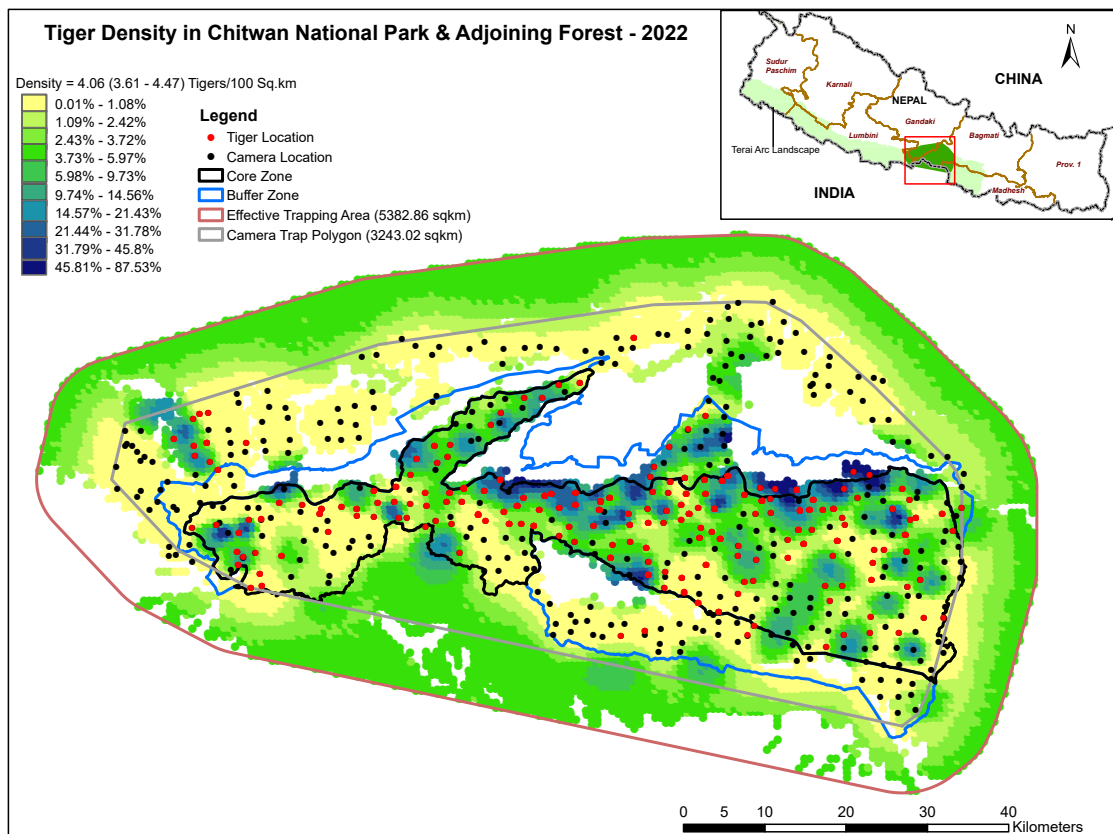 Tiger Density in Chitwan National Park & Adjoining Forest - 2022
Density = 4.06 (3.61 - 4.47) Tigers/100 Sq.km
0.01% - 1.08%
1.09% - 2.42%
2.43% - 3.72%
3.73% - 5.97%
5.98% - 9.73%
9.74% - 14.56%
14.57% - 21.43%
21.44% - 31.78%
31.79% - 45.8%
45.81% - 87.53%
Legend
Tiger Location
Camera Location
Core Zone
Buffer Zone
Effective Trapping Area (5382.86 sqkm)
Camera Trap Polygon (3243.02 sqkm)
N
Sudur
Paschim
Karnali
CHINA
NEPAL
Gandaki
Lumbini
Bagmati
Terai Arc Landscape
Prov. 1
INDIA
Madhesh
0 5 10 20 30 40
Kilometers